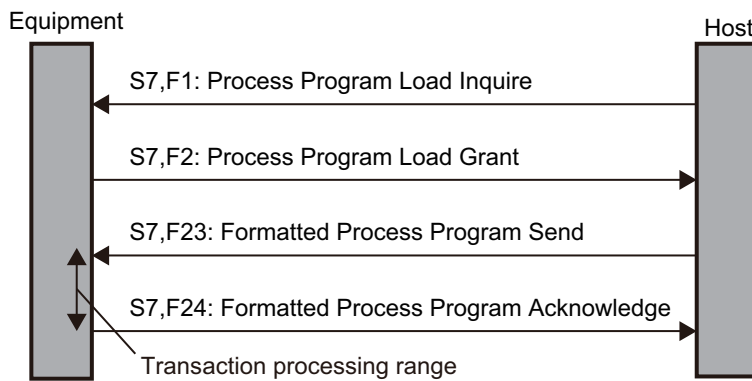 Equipment
Host
S7,F1: Process Program Load Inquire
S7,F2: Process Program Load Grant
S7,F23: Formatted Process Program Send
S7,F24: Formatted Process Program Acknowledge
Transaction processing range